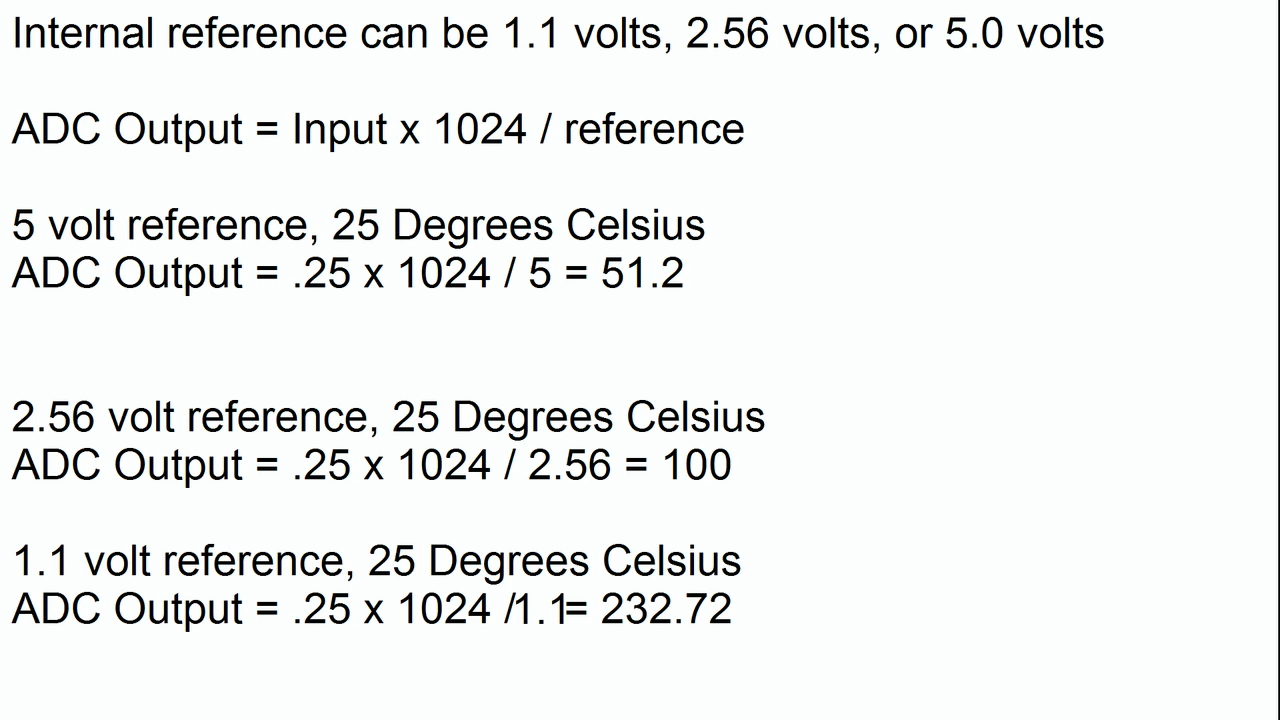 Internal reference can be 1.1 volts, 2.56 volts, or 5.0 volts
ADC Output = Input x 1024 / reference
5 volt reference, 25 Degrees Celsius
ADC Output = .25 x 1024 / 5 = 51.2
2.56 volt reference, 25 Degrees Celsius
ADC Output = .25 x 1024 / 2.56 = 100
1.1 volt reference, 25 Degrees Celsius
ADC Output = .25 x 1024 /1.1= 232.72